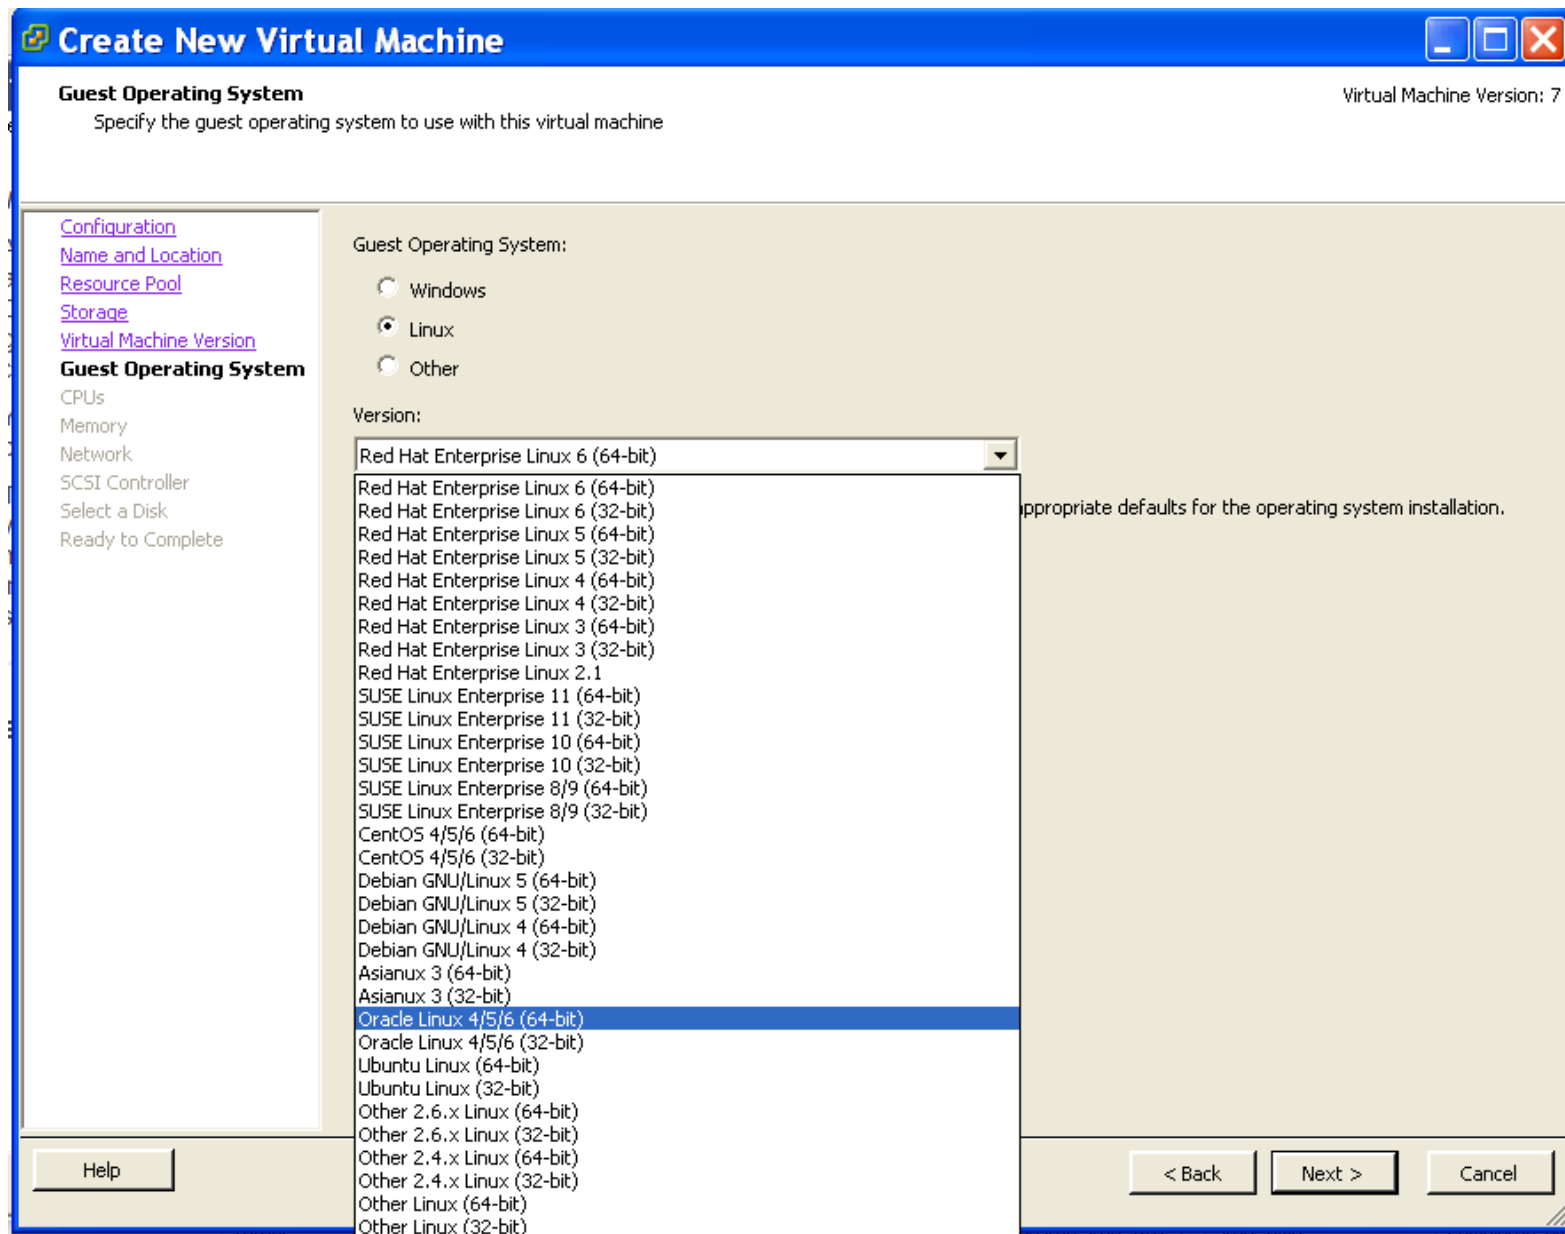 Create New Virtual Machine
Guest Operating System
Virtual Machine Version: 7
Specify the guest operating system to use with this virtual machine
Configuration
Name and Location
Resource Pool
Storage
Virtual Machine Version
Guest Operating System
CPUs
Memory
Network
SCSI Controller
Select a Disk
Ready to Complete
Guest Operating System:
Windows
Linux
Other
Version:
Red Hat Enterprise Linux 6 (64-bit)
Red Hat Enterprise Linux 6 (64-bit)
Red Hat Enterprise Linux 6 (32-bit)
Red Hat Enterprise Linux 5 (64-bit)
Red Hat Enterprise Linux 5 (32-bit)
Red Hat Enterprise Linux 4 (64-bit)
Red Hat Enterprise Linux 4 (32-bit)
Red Hat Enterprise Linux 3 (64-bit)
Red Hat Enterprise Linux 3 (32-bit)
Red Hat Enterprise Linux 2.1
SUSE Linux Enterprise 11 (64-bit)
SUSE Linux Enterprise 11 (32-bit)
SUSE Linux Enterprise 10 (64-bit)
SUSE Linux Enterprise 10 (32-bit)
SUSE Linux Enterprise 8/9 (64-bit)
SUSE Linux Enterprise 8/9 (32-bit)
CentOS 4/5/6 (64-bit)
CentOS 4/5/6 (32-bit)
Debian GNU/Linux 5 (64-bit)
Debian GNU/Linux 5 (32-bit)
Debian GNU/Linux 4 (64-bit)
Debian GNU/Linux 4 (32-bit)
Asianux 3 (64-bit)
Asianux 3 (32-bit)
Oracle Linux 4/5/6 (64-bit)
Oracle Linux 4/5/6 (32-bit)
Ubuntu Linux (64-bit)
Ubuntu Linux (32-bit)
Other 2.6.x Linux (64-bit)
Other 2.6.x Linux (32-bit)
Other 2.4.x Linux (64-bit)
Other 2.4.x Linux (32-bit)
Other Linux (64-bit)
Other Linux (32-bit)
ppropriate defaults for the operating system installation.
Help
< Back
Next >
Cancel